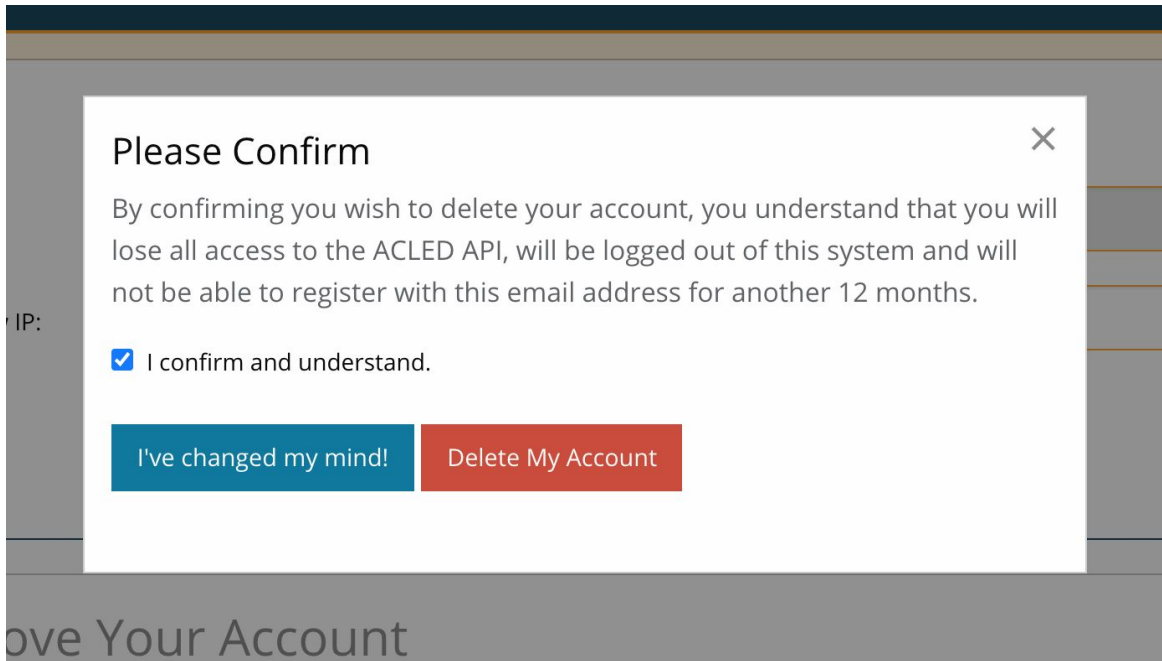 Please Confirm
By confirming you wish to delete your account, you understand that you will
lose all access to the ACLED API, will be logged out of this system and will
not be able to register with this email address for another 12 months.
IP:
I confirm and understand.
I've changed my mind! Delete My Account
Your Account